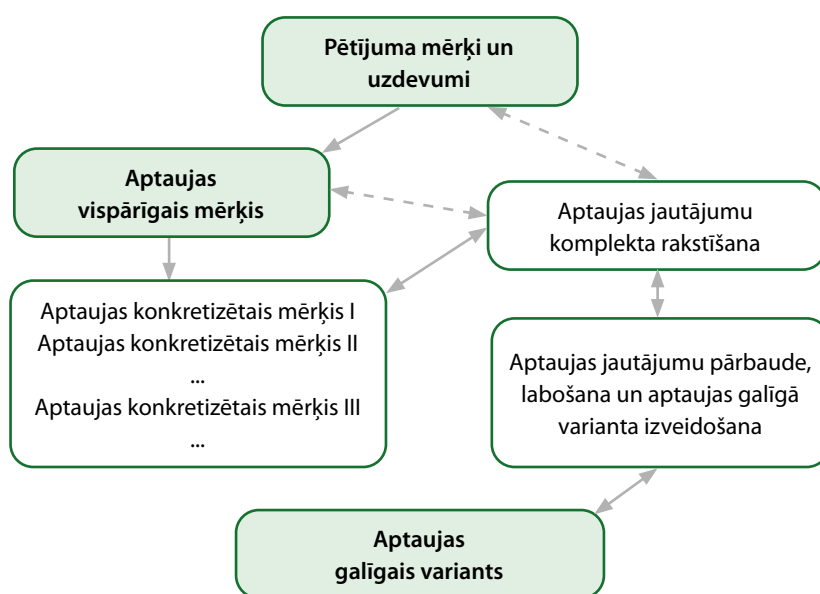 Pētījuma mērķi un
uzdevumi
Aptaujas
vispārīgais mērķis
Aptaujas jautājumu
komplekta rakstīšana
Aptaujas konkretizētais mērķis I
Aptaujas konkretizētais mērķis II
...
Aptaujas konkretizētais mērķis III
...
Aptaujas jautājumu pārbaude,
labošana un aptaujas galīgā
varianta izveidošana
Aptaujas
galīgais variants